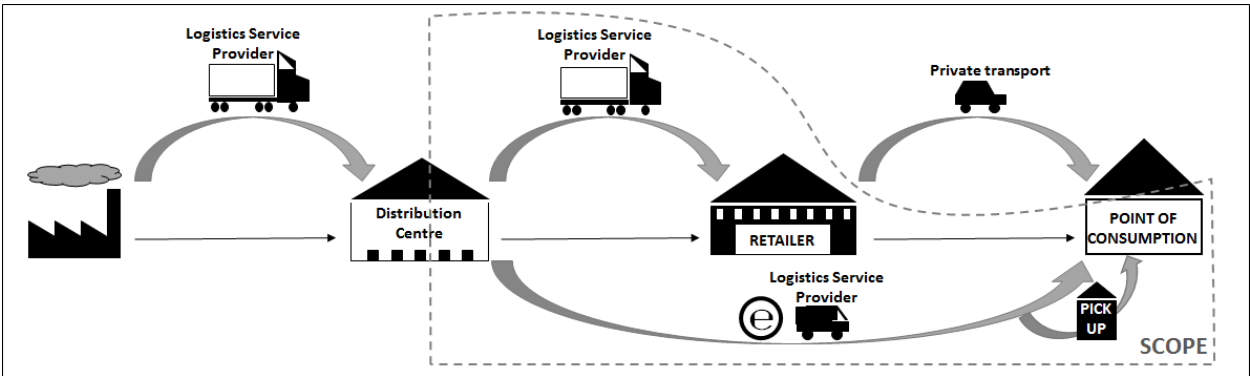 Logistics Service
Provider
Logistics Service
Provider
Private transport
Distribution
Centre
RETAILER
POINT OF
CONSUMPTION
Logistics Service
Provider
e
PICK
UP
SCOPE